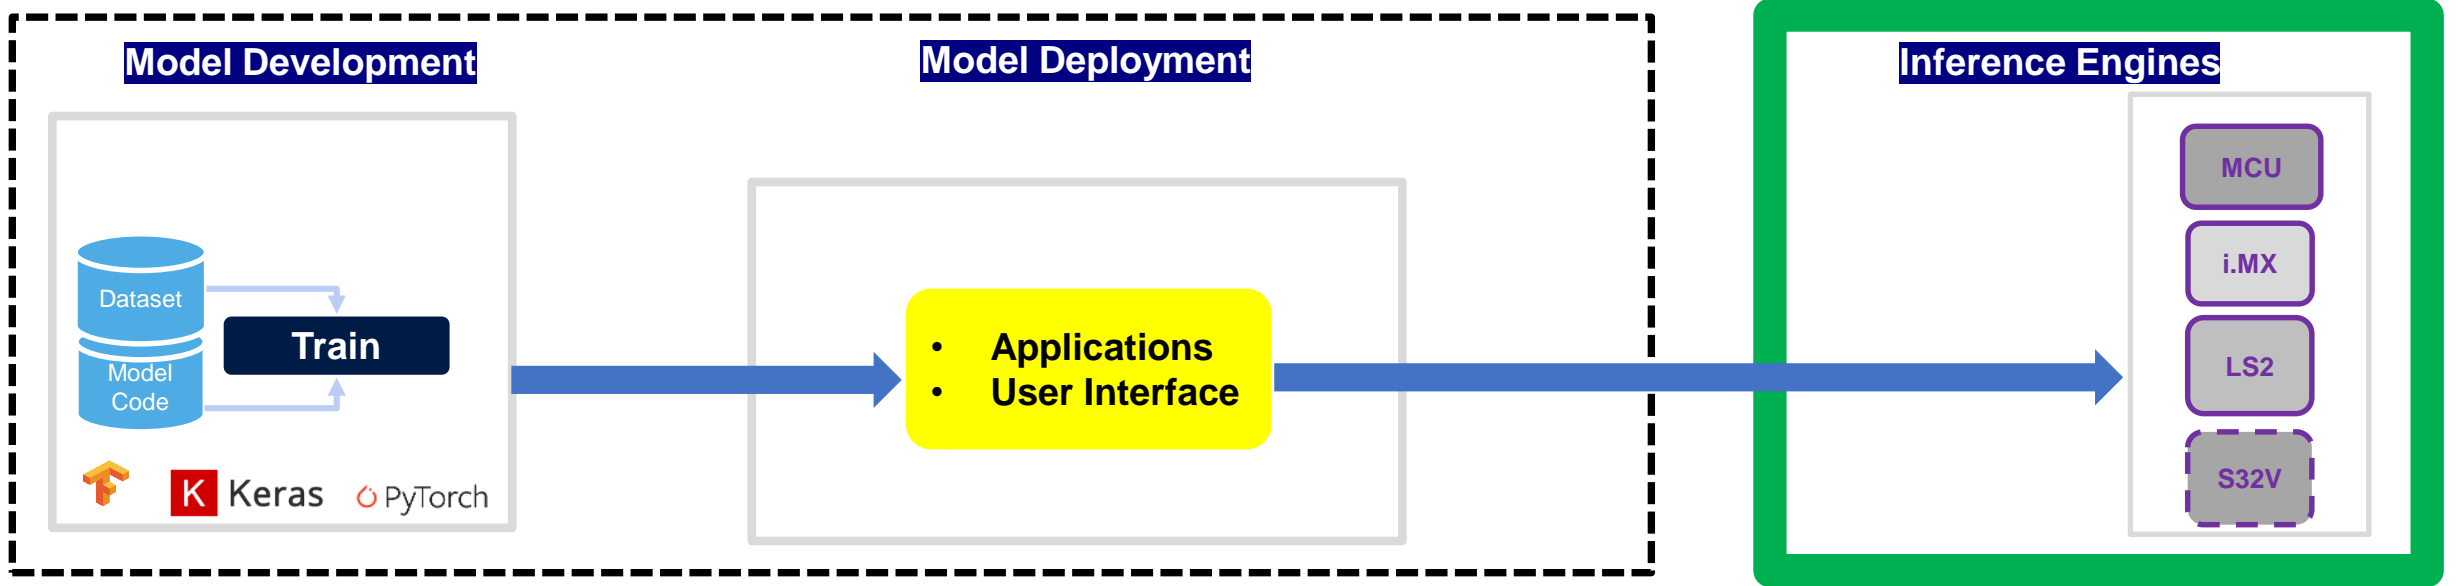 Model Development
Dataset
Model
Code
Train
K Keras
PyTorch
Model Deployment
• Applications
• User Interface
Inference Engines
MCU
i.MX
LS2
S32V